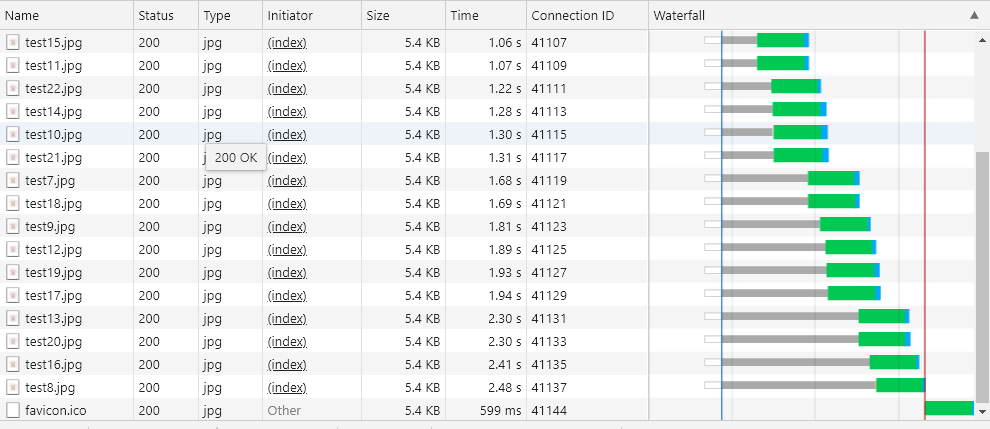 Name Status Type Initiator Size Time Connection ID Waterfall
test15.jpg 200 jpg (index) 5.4 KB 1.06 s 41107
test11.jpg 200 jpg (index) 5.4 KB 1.07 s 41109
test22.jpg 200 jpg (index) 5.4 KB 1.22 s 41111
test14.jpg 200 jpg (index) 5.4 KB 1.28 s 41113
test10.jpg 200 jpg (index) 5.4 KB 1.30 s 41115
test21.jpg 200 j 200 OK (index) 5.4 KB 1.31 s 41117
test7.jpg 200 jpg (index) 5.4 KB 1.68 s 41119
test18.jpg 200 jpg (index) 5.4 KB 1.69 s 41121
test9.jpg 200 jpg (index) 5.4 KB 1.81 s 41123
test12.jpg 200 jpg (index) 5.4 KB 1.89 s 41125
test19.jpg 200 jpg (index) 5.4 KB 1.93 s 41127
test17.jpg 200 jpg (index) 5.4 KB 1.94 s 41129
test13.jpg 200 jpg (index) 5.4 KB 2.30 s 41131
test20.jpg 200 jpg (index) 5.4 KB 2.30 s 41133
test16.jpg 200 jpg (index) 5.4 KB 2.41 s 41135
test8.jpg 200 jpg (index) 5.4 KB 2.48 s 41137
favicon.ico 200 jpg Other 5.4 KB 599 ms 41144